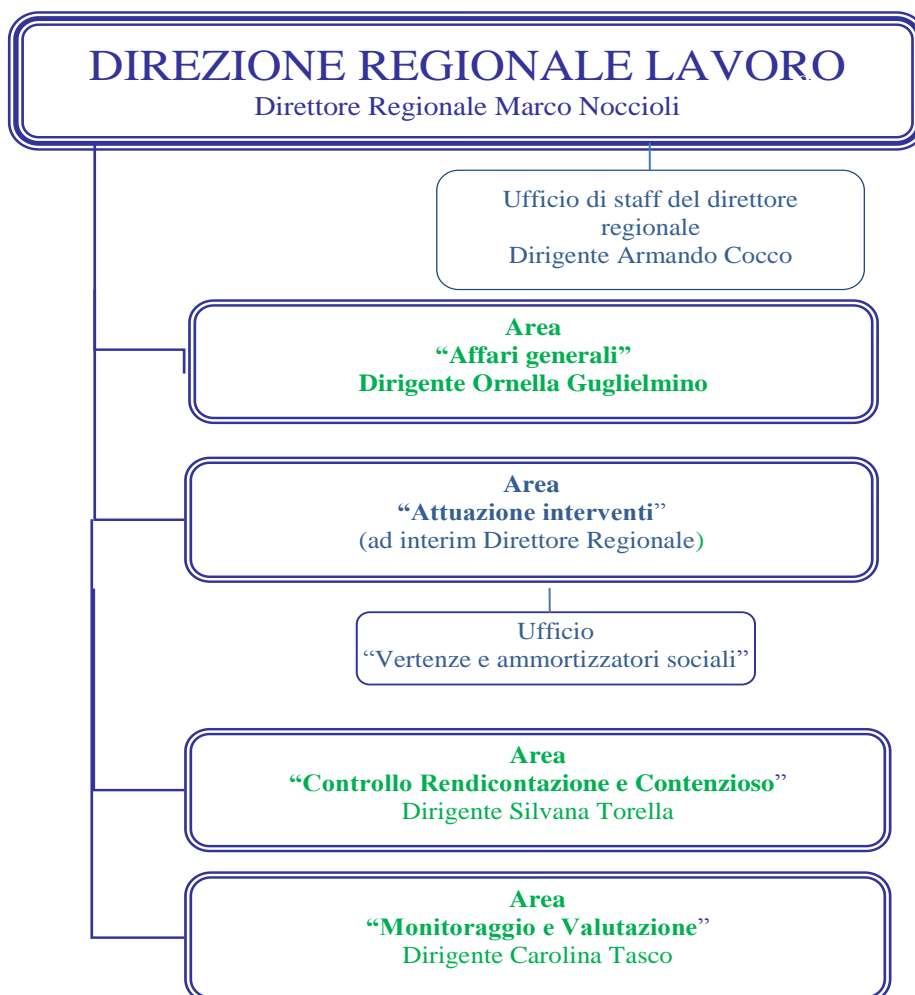 DIREZIONE REGIONALE LAVORO
Direttore Regionale Marco Noccioli
Ufficio di staff del direttore
regionale
Dirigente Armando Cocco
Area
“Affari generali”
Dirigente Ornella Guglielmino
Area
“Attuazione interventi”
(ad interim Direttore Regionale)
Ufficio
“Vertenze e ammortizzatori sociali”
Area
“Controllo Rendicontazione e Contenzioso”
Dirigente Silvana Torella
Area
“Monitoraggio e Valutazione”
Dirigente Carolina Tasco